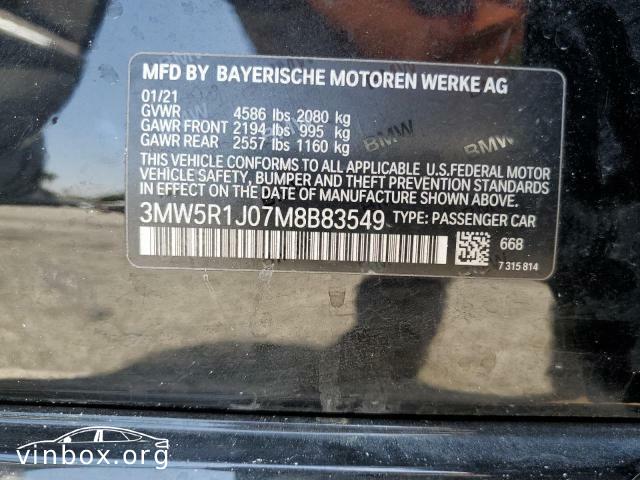 MFD BY BAYERISCHE MOTOREN WERKE AG
01/21
GVWR 4586 lbs 2080 kg
GAWR FRONT 2194 lbs 995 kg
GAWR REAR 2557 lbs 1160 kg
BMW
BMW
THIS VEHICLE CONFORMS TO ALL APPLICABLE U.S.FEDERAL MOTOR
VEHICLE SAFETY, BUMPER AND THEFT PREVENTION STANDARDS
IN EFFECT ON THE DATE OF MANUFACTURE SHOWN ABOVE.
3MW5R1J07M8B83549 TYPE: PASSENGER CAR
668
BMW
7 315 814
vinbox.org